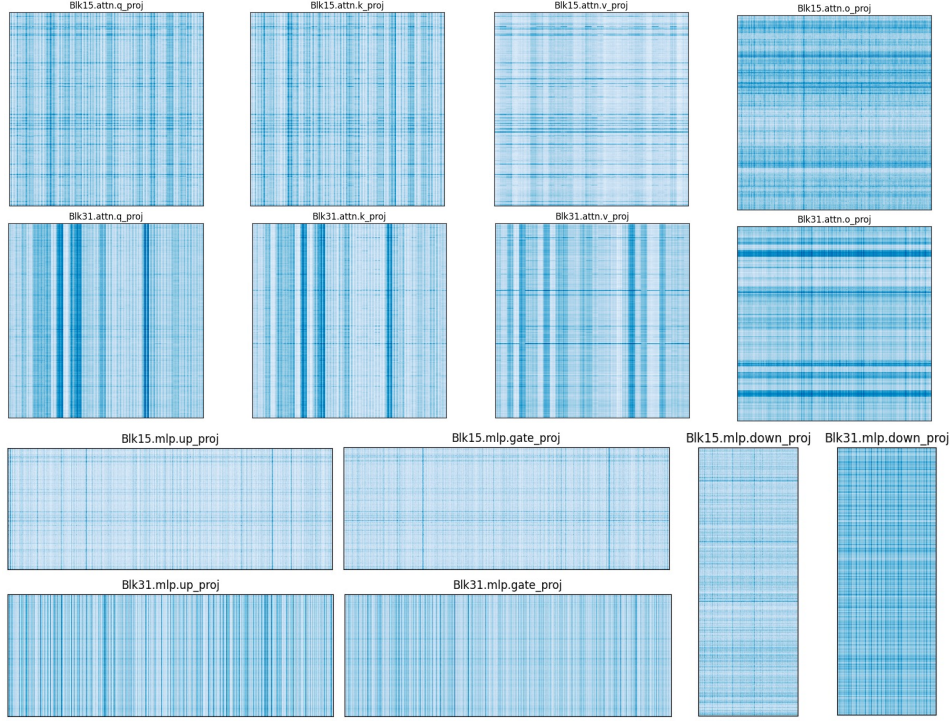 Blk15.attn.q_proj
Blk15.attn.k_proj
Blk15.attn.v_proj
Blk15.attn.o_proj
Blk31.attn.q_proj
Blk31.attn.k_proj
Blk31.attn.v_proj
Blk31.attn.o_proj
Blk15.mlp.up_proj
Blk15.mlp.gate_proj
Blk15.mlp.down_proj
Blk31.mlp.down_proj
Blk31.mlp.up_proj
Blk31.mlp.gate_proj